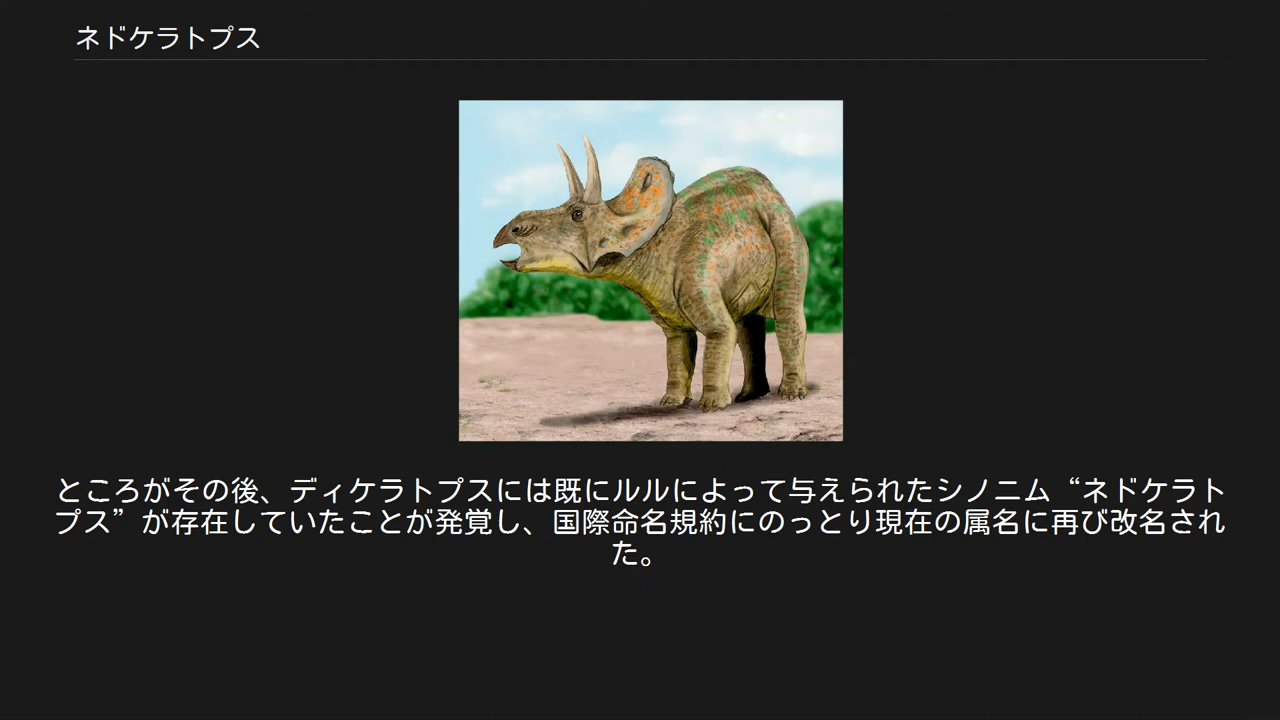 ネドケラトプス
ところがその後、ディケラトプスには既にルルによって与えられたシノニム“ネドケラト
プス”が存在していたことが発覚し、国際命名規約にのっとり現在の属名に再び改名され
た。